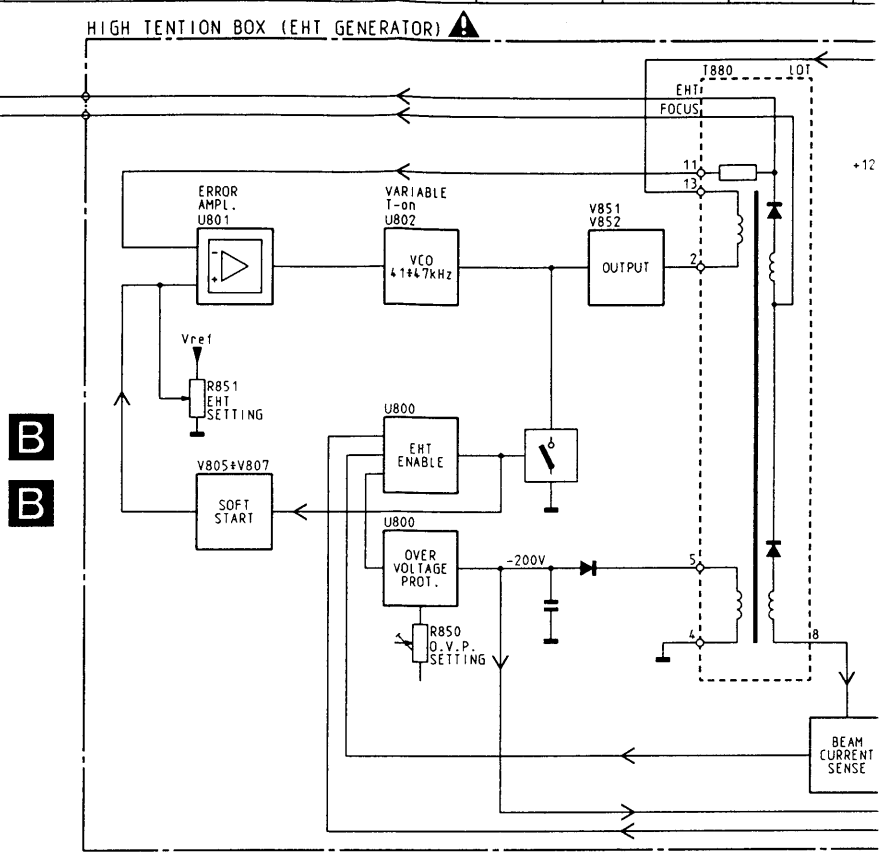 HIGH TENTION BOX (EHT GENERATOR)
T880 LOT
EHT
FOCUS
11
13
+12
ERROR
AMPL.
U801
-
+
VARIABLE
T-on
U802
VCO
41÷47kHz
V851
V852
OUTPUT
2
Vref
R851
EHT
SETTING
U800
EHT
ENABLE
B
B
V805÷V807
SOFT
START
U800
OVER
VOLTAGE
PROT.
-200V
5
R850
O.V.P.
SETTING
4
8
BEAM
CURRENT
SENSE